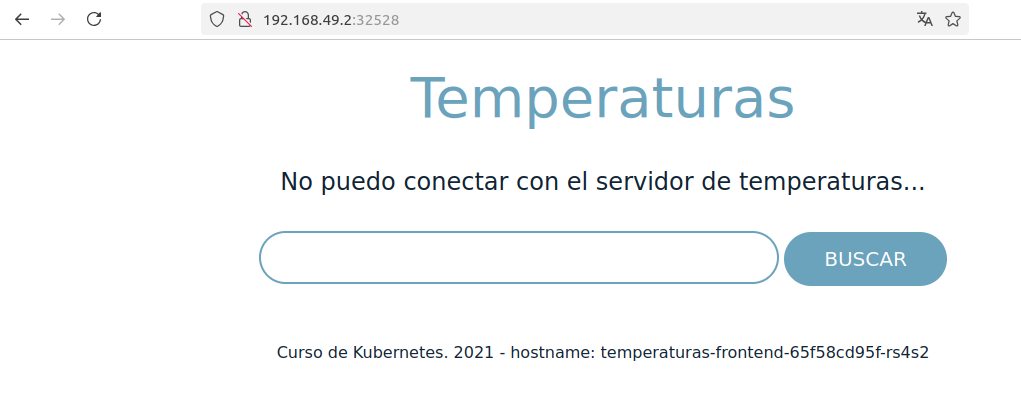 192.168.49.2:32528
Temperaturas
No puedo conectar con el servidor de temperaturas...
BUSCAR
Curso de Kubernetes. 2021 - hostname: temperaturas-frontend-65f58cd95f-rs4s2